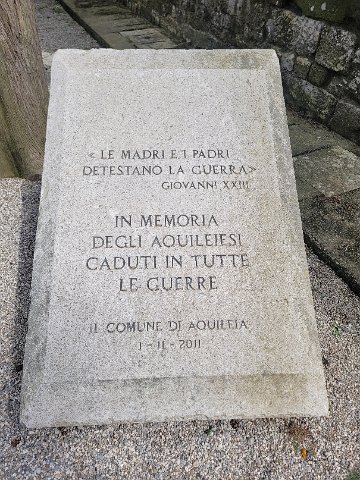 « LE MADRI E I PADRI
DETESTANO LA GUERRA»
GIOVANNI XXIII
IN MEMORIA
DEGLI AQUILEIESI
CADUTI IN TUTTE
LE GUERRE
IL COMUNE DI AQUILEIA
1-11-2011